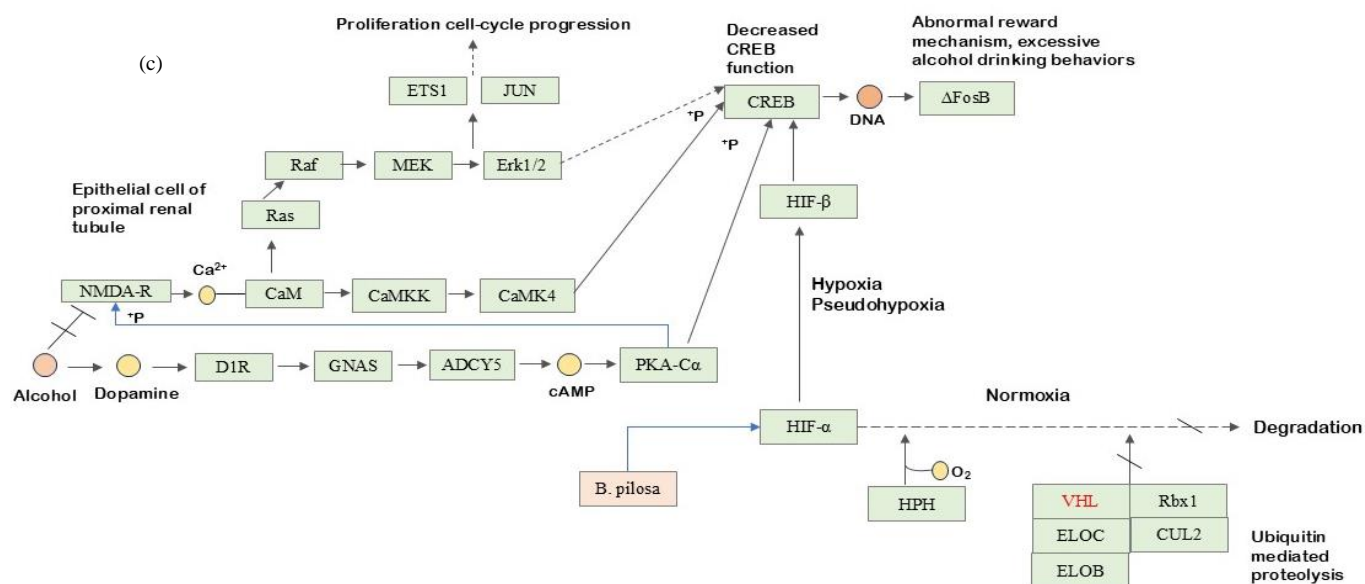 Proliferation cell-cycle progression
(c)
Decreased
CREB
function
Abnormal reward
mechanism, excessive
alcohol drinking behaviors
ETS1
JUN
CREB
DNA
ΔFosB
+P
+P
Raf
MEK
Erk1/2
Epithelial cell of
proximal renal
tubule
Ras
HIF-β
Ca2+
NMDA-R
CaM
CaMKK
CaMK4
Hypoxia
Pseudohypoxia
+P
Alcohol
Dopamine
D1R
GNAS
ADCY5
cAMP
PKA-Cα
Normoxia
HIF-α
Degradation
B. pilosa
O2
HPH
VHL
Rbx1
ELOC
CUL2
ELOB
Ubiquitin
mediated
proteolysis